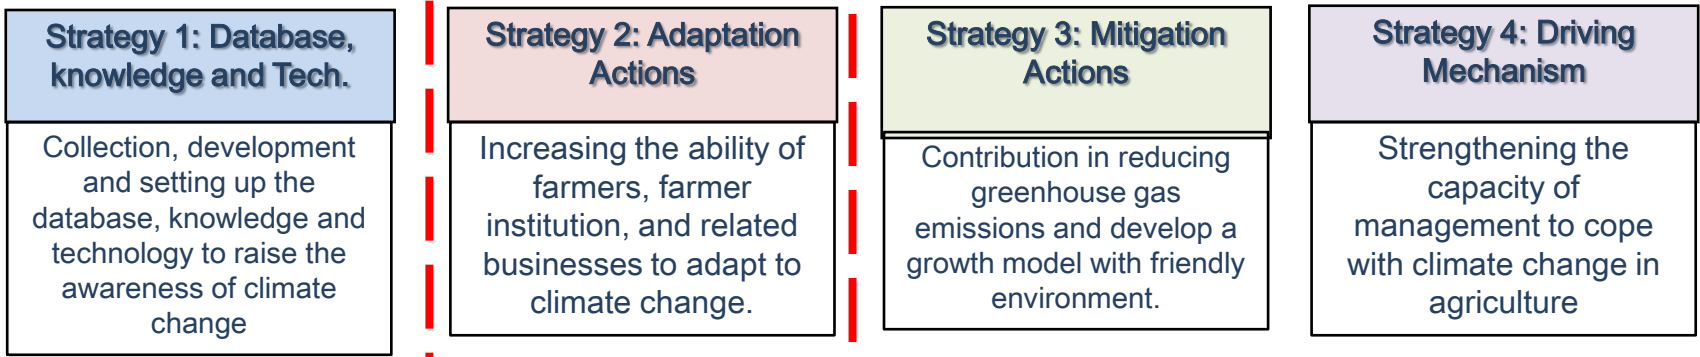 Strategy 1: Database,
knowledge and Tech.
Collection, development
and setting up the
database, knowledge and
technology to raise the
awareness of climate
change
Strategy 2: Adaptation
Actions
Increasing the ability of
farmers, farmer
institution, and related
businesses to adapt to
climate change.
Strategy 3: Mitigation
Actions
Contribution in reducing
greenhouse gas
emissions and develop a
growth model with friendly
environment.
Strategy 4: Driving
Mechanism
Strengthening the
capacity of
management to cope
with climate change in
agriculture